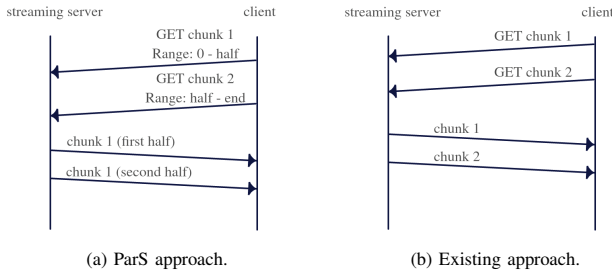 streaming server
client
GET chunk 1
Range: 0 - half
GET chunk 2
Range: half - end
chunk 1 (first half)
chunk 1 (second half)
(a) ParS approach.
streaming server
client
GET chunk 1
GET chunk 2
chunk 1
chunk 2
(b) Existing approach.